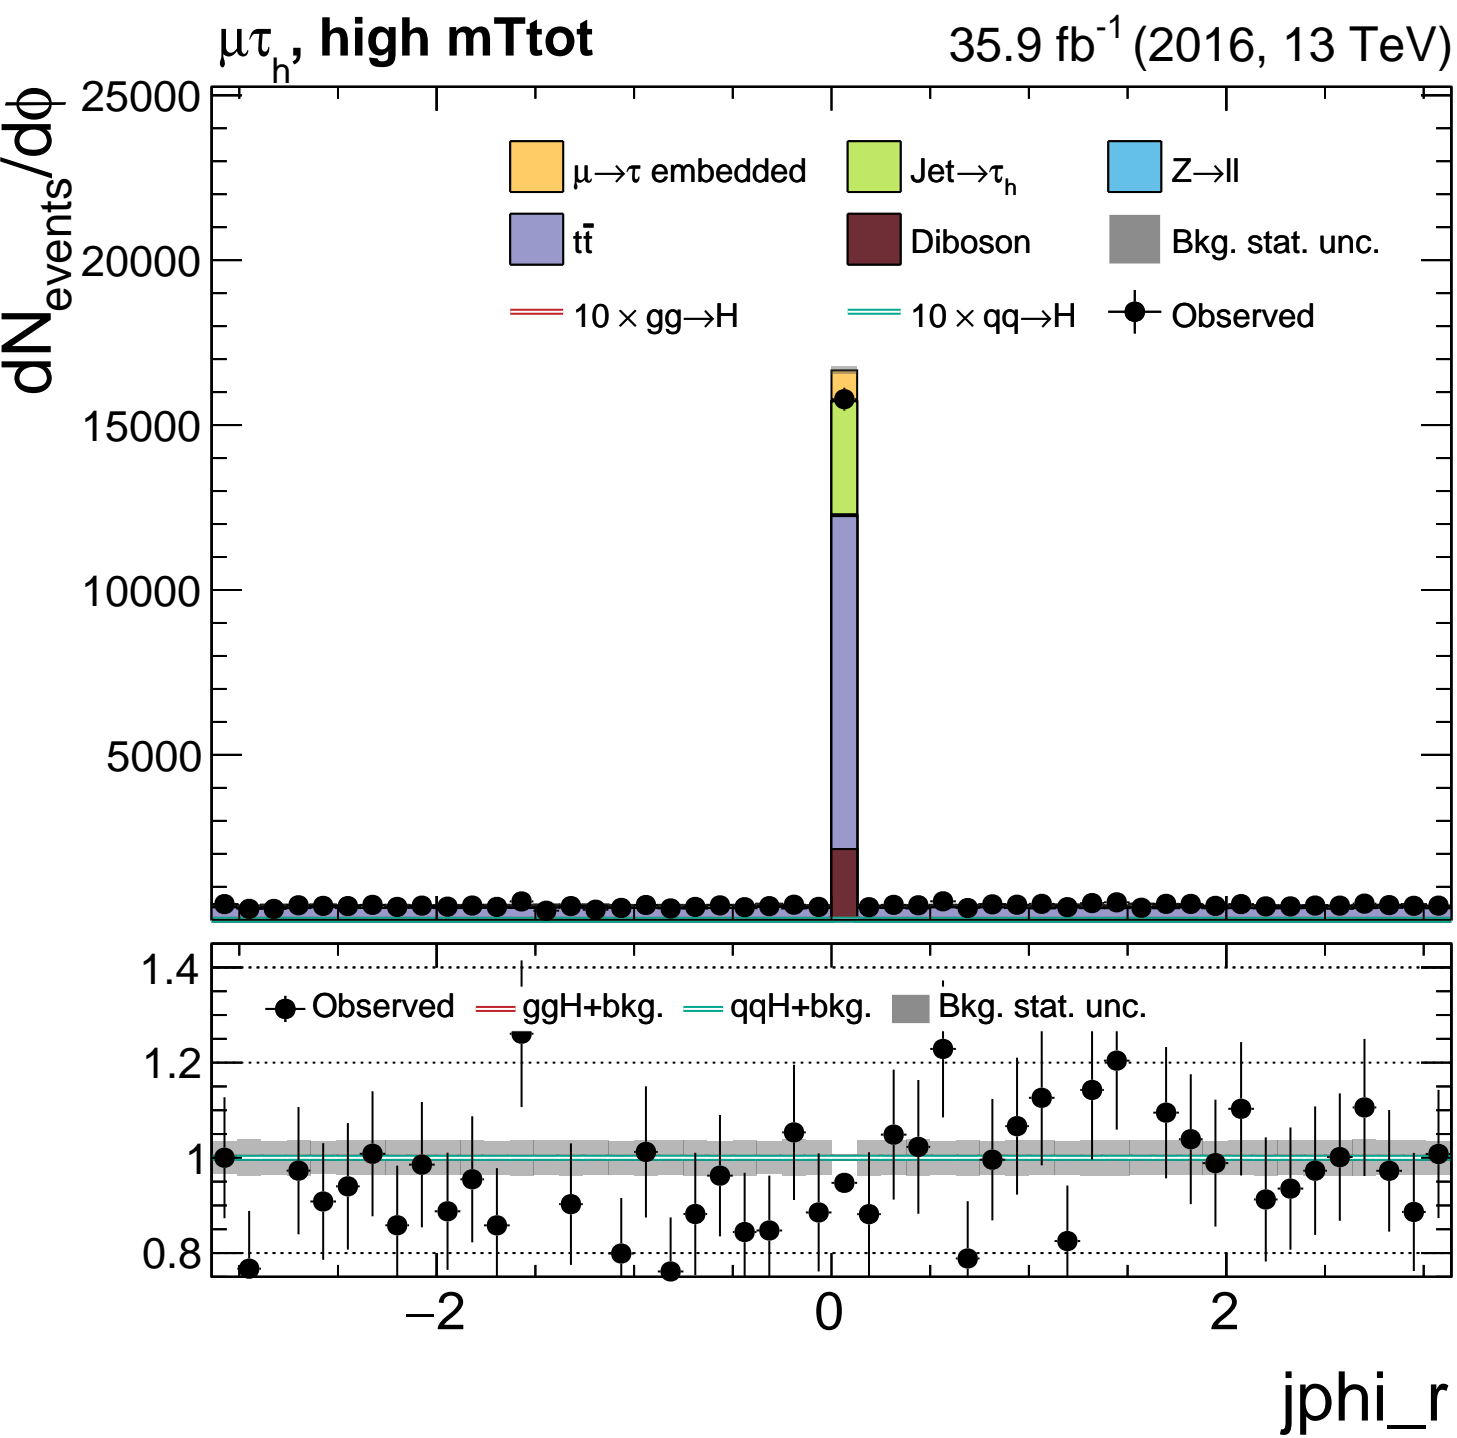 μτh, high mTtot 35.9 fb-1 (2016, 13 TeV)
dNevents/dϕ
25000
20000
15000
10000
5000
μ→τ embedded Jet→τh Z→ll
tt̄ Diboson Bkg. stat. unc.
10 × gg→H 10 × qq→H Observed
1.4
1.2
1
0.8
Observed ggH+bkg. qqH+bkg. Bkg. stat. unc.
−2 0 2
jphi_r